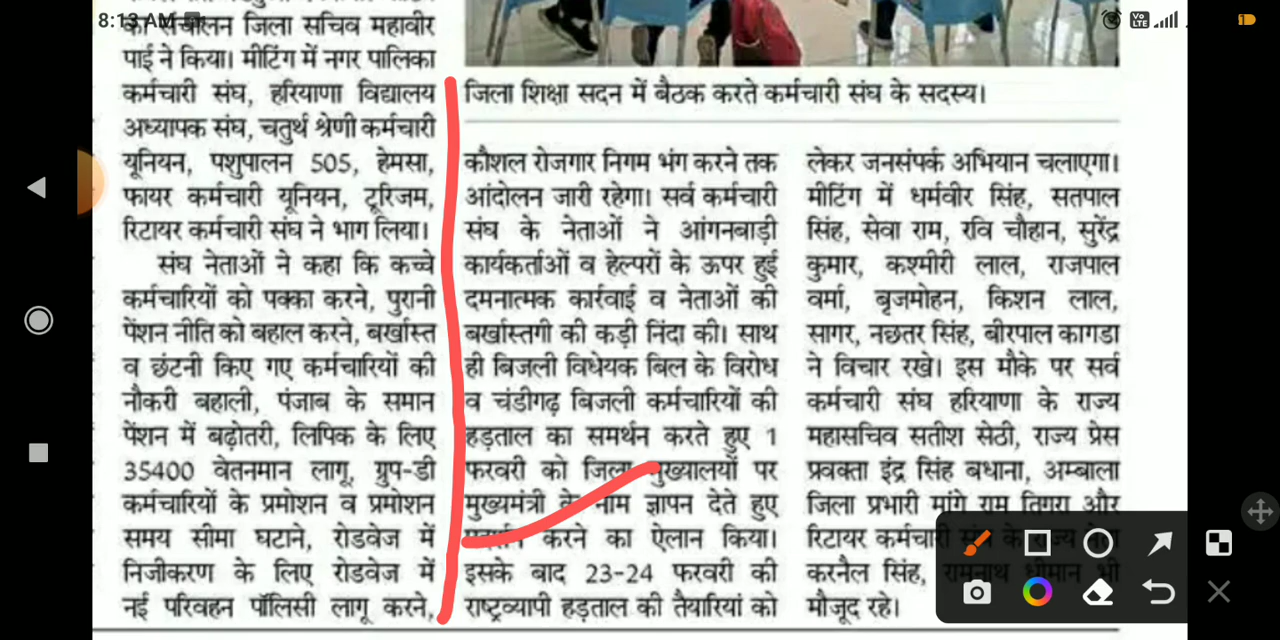 8:13 AM
का संचालन जिला सचिव महावीर
पाई ने किया। मीटिंग में नगर पालिका
कर्मचारी संघ, हरियाणा विद्यालय
अध्यापक संघ, चतुर्थ श्रेणी कर्मचारी
यूनियन, पशुपालन 505, हेमसा,
फायर कर्मचारी यूनियन, टूरिजम,
रिटायर कर्मचारी संघ ने भाग लिया।
संघ नेताओं ने कहा कि कच्चे
कर्मचारियों को पक्का करने, पुरानी
पेंशन नीति को बहाल करने, बर्खास्त
व छंटनी किए गए कर्मचारियों की
नौकरी बहाली, पंजाब के समान
पेंशन में बढ़ोतरी, लिपिक के लिए
35400 वेतनमान लागू, ग्रुप-डी
कर्मचारियों के प्रमोशन व प्रमोशन
समय सीमा घटाने, रोडवेज में
निजीकरण के लिए रोडवेज में
नई परिवहन पॉलिसी लागू करने,
जिला शिक्षा सदन में बैठक करते कर्मचारी संघ के सदस्य।
कौशल रोजगार निगम भंग करने तक
आंदोलन जारी रहेगा। सर्व कर्मचारी
संघ के नेताओं ने आंगनबाड़ी
कार्यकर्ताओं व हेल्परों के ऊपर हुई
दमनात्मक कार्रवाई व नेताओं की
बर्खास्तगी की कड़ी निंदा की। साथ
ही बिजली विधेयक बिल के विरोध
व चंडीगढ़ बिजली कर्मचारियों की
हड़ताल का समर्थन करते हुए 1
फरवरी को जिला मुख्यालयों पर
मुख्यमंत्री के नाम ज्ञापन देते हुए
करने का ऐलान किया।
इसके बाद 23-24 फरवरी की
राष्ट्रव्यापी हड़ताल की तैयारियां को
लेकर जनसंपर्क अभियान चलाएगा।
मीटिंग में धर्मवीर सिंह, सतपाल
सिंह, सेवा राम, रवि चौहान, सुरेंद्र
कुमार, कश्मीरी लाल, राजपाल
वर्मा, बृजमोहन, किशन लाल,
सागर, नछतर सिंह, बीरपाल कागडा
ने विचार रखे। इस मौके पर सर्व
कर्मचारी संघ हरियाणा के राज्य
महासचिव सतीश सेठी, राज्य प्रेस
प्रवक्ता इंद्र सिंह बधाना, अम्बाला
जिला प्रभारी मांगे राम तिगरा और
रिटायर कर्मचारी संघ के राज्य नेता
करनैल सिंह, रामनाथ धीमान भी
मौजूद रहे।